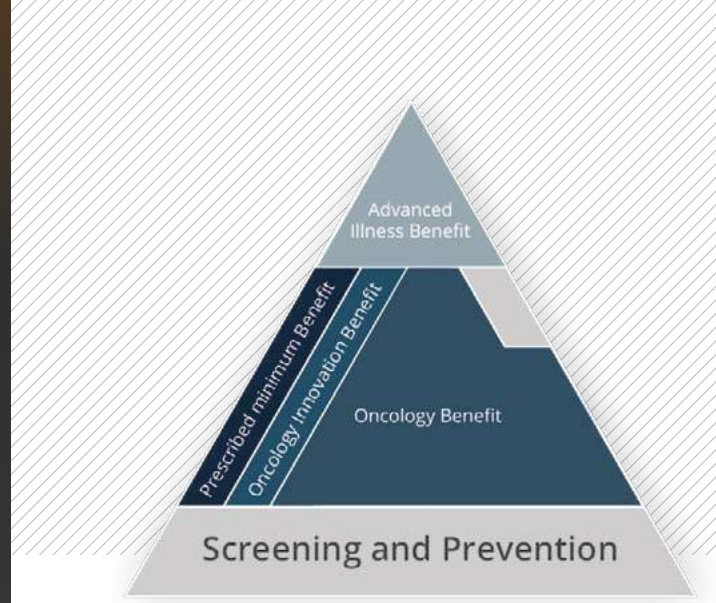 Advanced
Illness Benefit
Prescribed minimum Benefit
Oncology Innovation Benefit
Oncology Benefit
Screening and Prevention